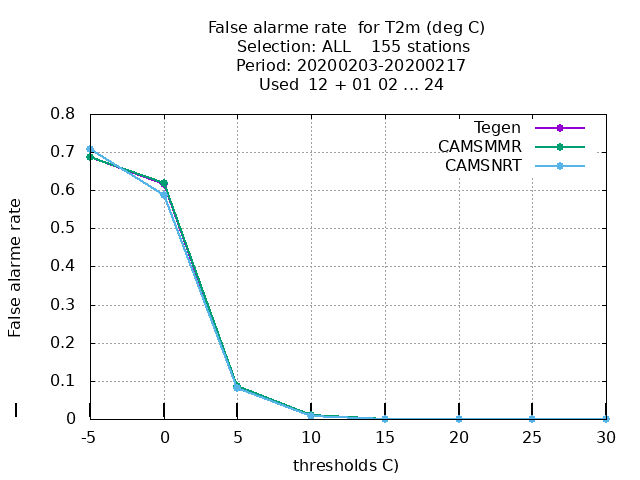 False alarme rate  for T2m (deg C)
Selection: ALL    155 stations
Period: 20200203-20200217
Used  12 + 01 02 ... 24
Tegen
CAMSMMR
CAMSNRT
0.8
0.7
0.6
0.5
0.4
0.3
0.2
0.1
0
False alarme rate
-5
0
5
10
15
20
25
30
thresholds C)